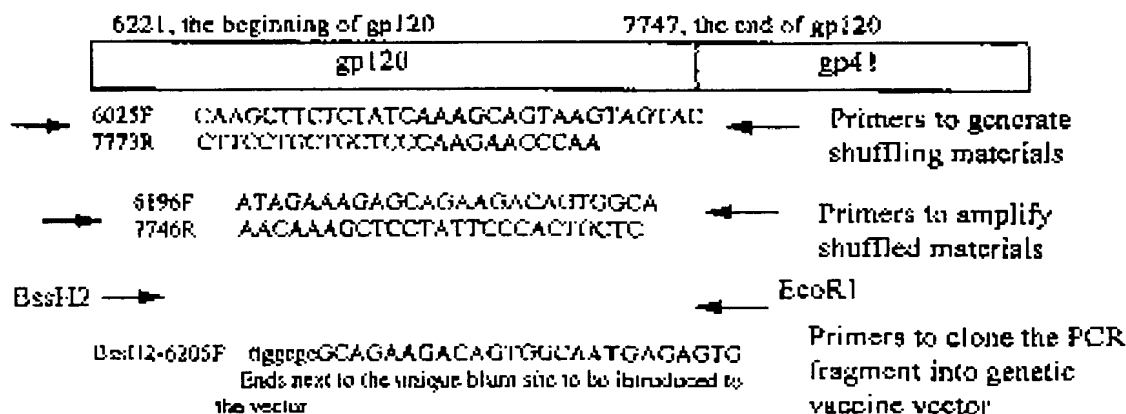 6221, the beginning of gp120 7747, the end of gp120
gp120 gp41
6025F CAAGCTTCTCTATCAAAGCAGTAAGTAGTAC
Primers to generate
7773R CTTCCTGCTGCTCCCAAGAACCCAA
shuffling materials
6196F ATAGAAAGAGCAGAAGACAGTGGCA
Primers to amplify
7746R AACAAAGCTCCTATTCCCACTGCTC
shuffled materials
BssH2 EcoR1
BssH2-6205F GCAGAAGACAGTGGCAATGAGAGTG
Primers to clone the PCR
Ends next to the unique site to be introduced to
fragment into genetic
the vector
vaccine vector